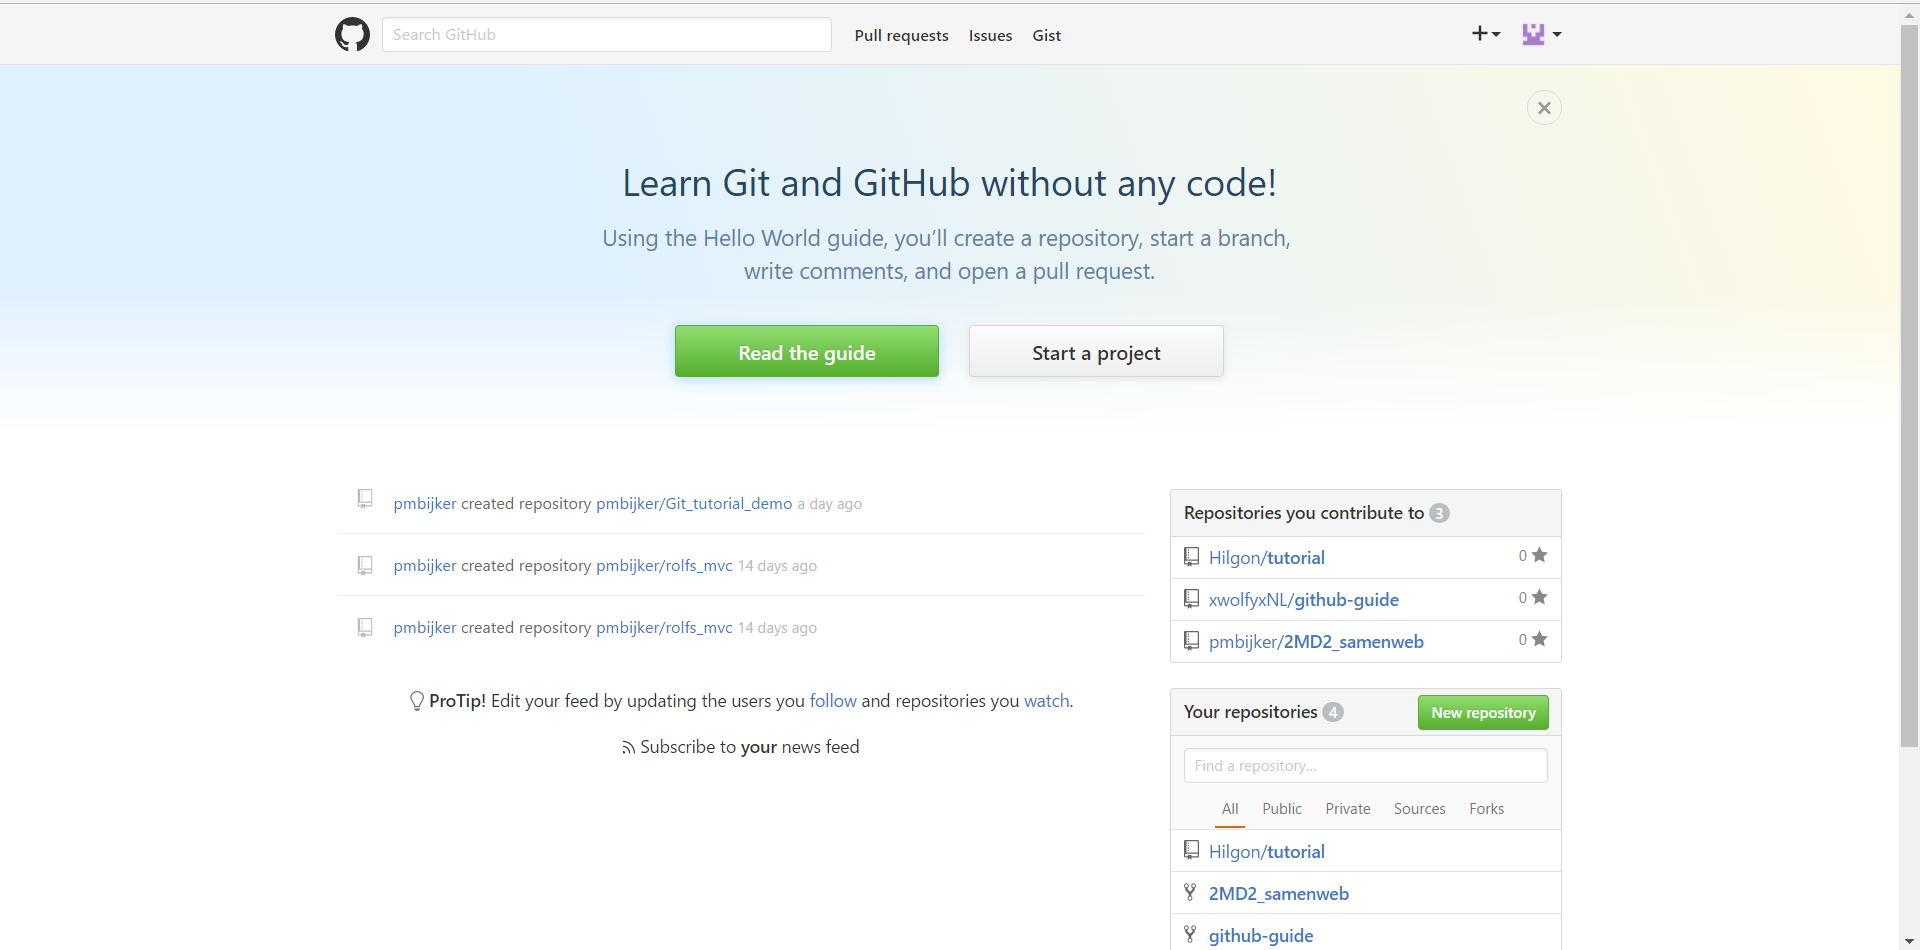 Search GitHub
Pull requests
Issues
Gist
Learn Git and GitHub without any code!
Using the Hello World guide, you’ll create a repository, start a branch,
write comments, and open a pull request.
Read the guide
Start a project
pmbijker created repository pmbijker/Git_tutorial_demo a day ago
pmbijker created repository pmbijker/rolfs_mvc 14 days ago
pmbijker created repository pmbijker/rolfs_mvc 14 days ago
ProTip! Edit your feed by updating the users you follow and repositories you watch.
Subscribe to your news feed
Repositories you contribute to 3
Hilgon/tutorial 0
xwolfyxNL/github-guide 0
pmbijker/2MD2_samenweb 0
Your repositories 4
New repository
Find a repository...
All Public Private Sources Forks
Hilgon/tutorial
2MD2_samenweb
github-guide